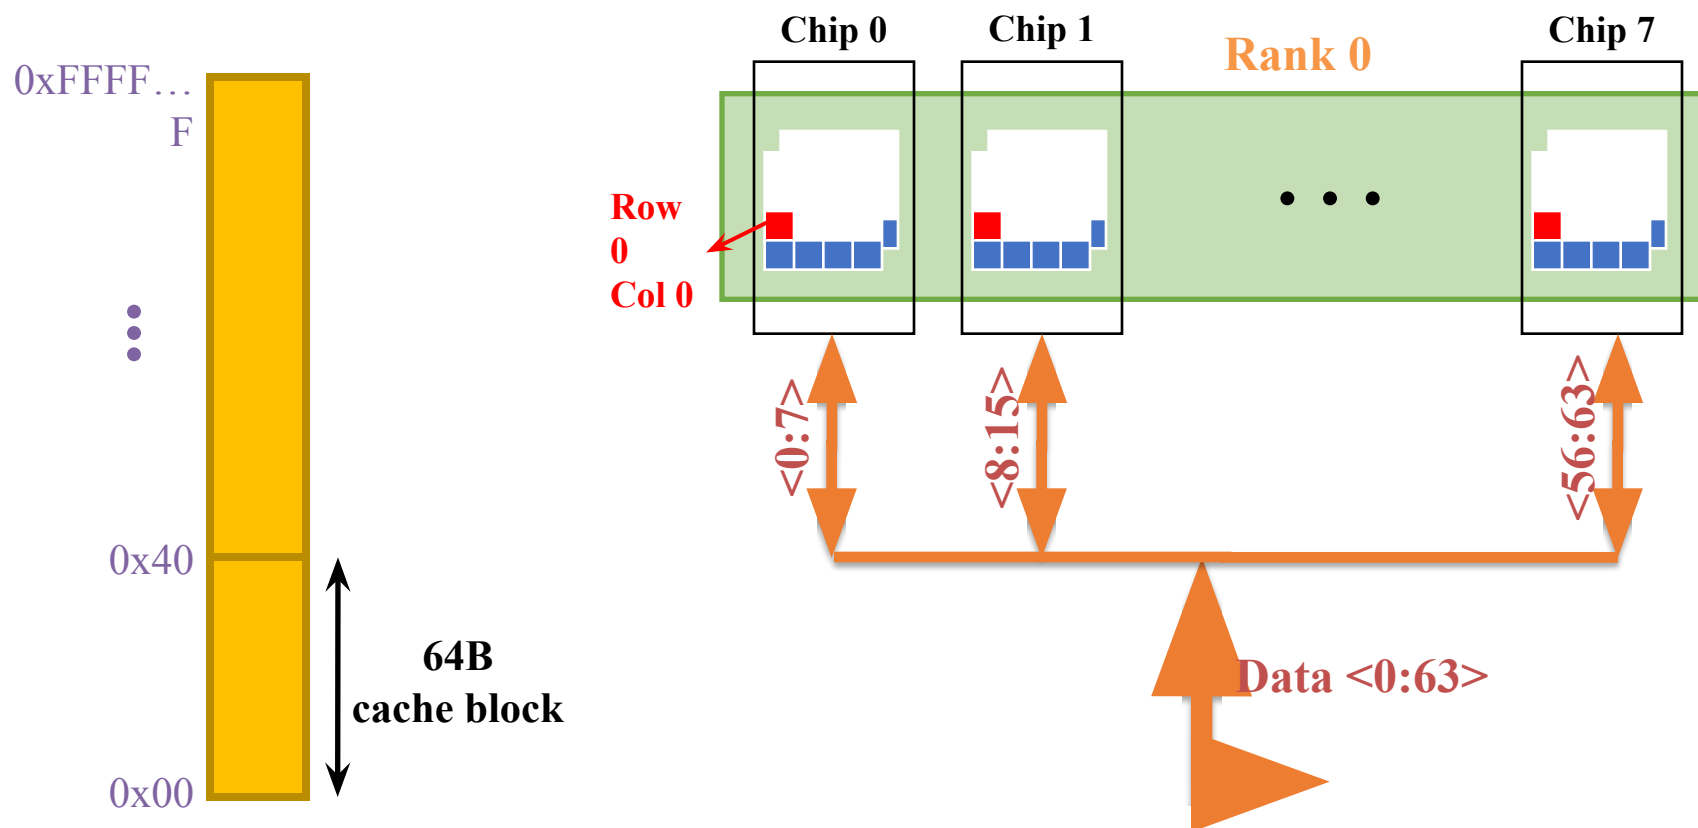 Chip 0
Chip 1
Chip 7
Rank 0
0xFFFF…
F
Row
0
Col 0
<0:7>
<8:15>
<56:63>
0x40
64B
cache block
Data <0:63>
0x00